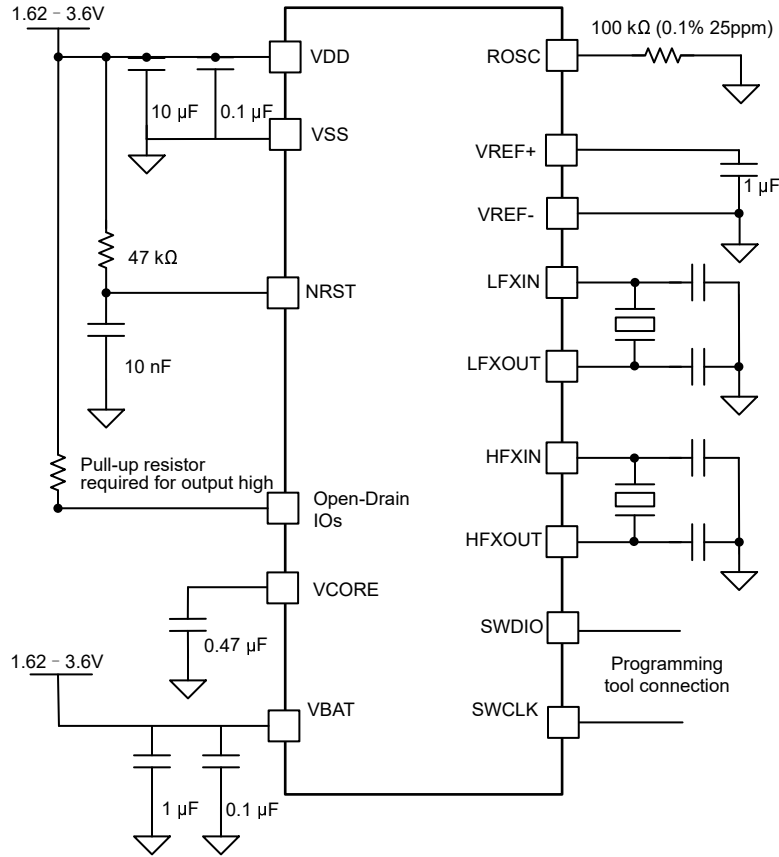 1.62 - 3.6V
VDD
10 µF
0.1 µF
VSS
47 kΩ
NRST
10 nF
Pull-up resistor
required for output high
Open-Drain
IOs
VCORE
0.47 µF
1.62 - 3.6V
VBAT
1 µF
0.1 µF
100 kΩ (0.1% 25ppm)
ROSC
VREF+
1 µF
VREF-
LFXIN
LFXOUT
HFXIN
HFXOUT
SWDIO
Programming
tool connection
SWCLK